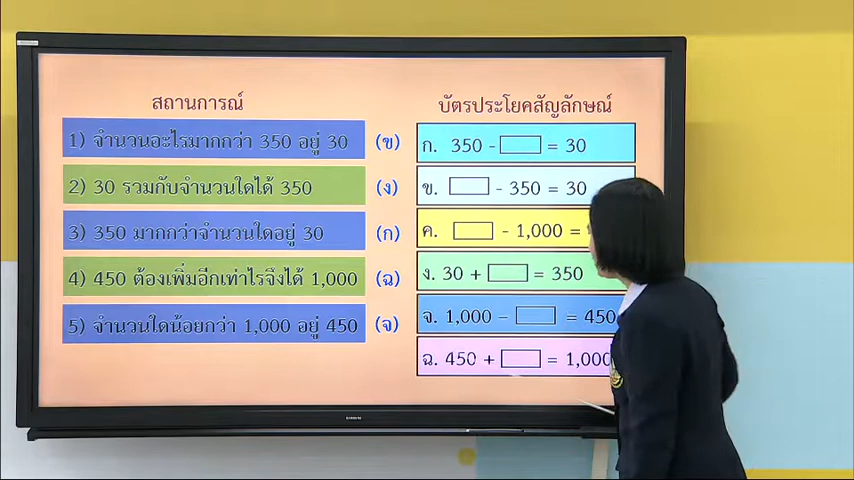 สถานการณ์
1) จำนวนอะไรมากกว่า 350 อยู่ 30 (ข)
2) 30 รวมกับจำนวนใดได้ 350 (ง)
3) 350 มากกว่าจำนวนใดอยู่ 30 (ก)
4) 450 ต้องเพิ่มอีกเท่าไรจึงได้ 1,000 (ฉ)
5) จำนวนใดน้อยกว่า 1,000 อยู่ 450 (จ)
บัตรประโยคสัญลักษณ์
ก. 350 - = 30
ข. - 350 = 30
ค. - 1,000 =
ง. 30 + = 350
จ. 1,000 - = 450
ฉ. 450 + = 1,000